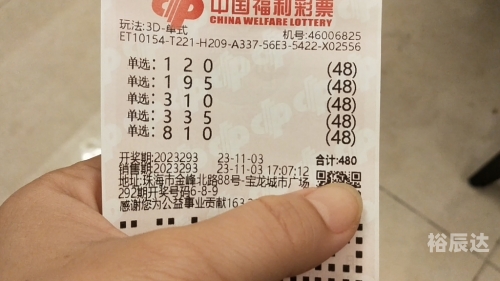 中国福利彩票
CHINA WELFARE LOTTERY
玩法:3D-单式 机号:46006825
ET10154-T221-H209-A337-56E3-5422-X02556
单选:1 2 0 (48)
单选:1 9 5 (48)
单选:3 1 0 (48)
单选:3 3 5 (48)
单选:8 1 0 (48)
开奖期:2023293 23-11-03 合计:480
销售期:2023293 23-11-03 17:07:12
地址:珠海市金峰北路88号-宝龙城市广场
292期开奖号码6-8-9
感谢您为公益事业贡献163.2
裕辰达